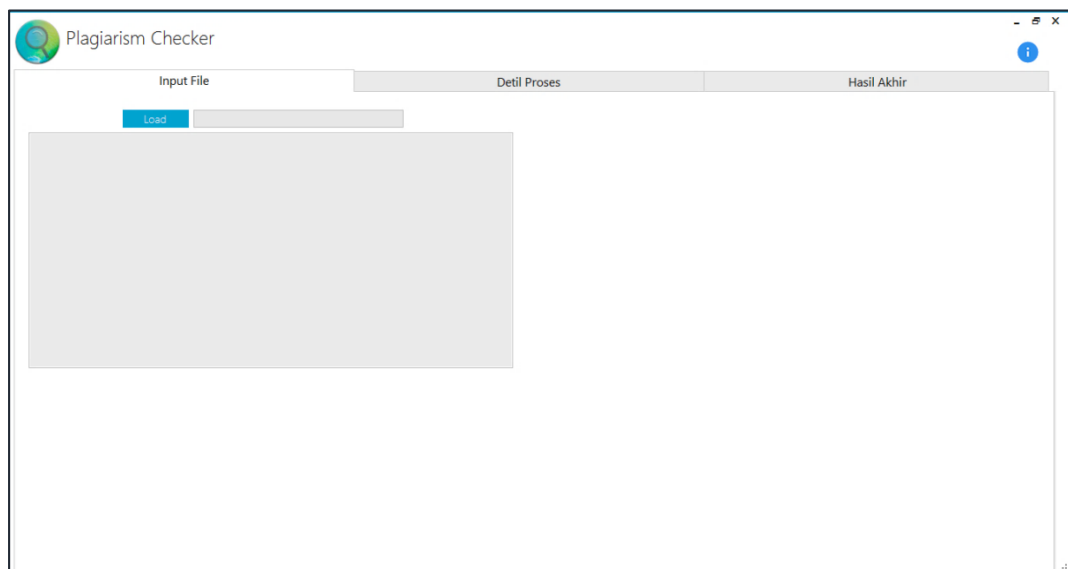 Plagiarism Checker
Input File
Detil Proses
Hasil Akhir
Load